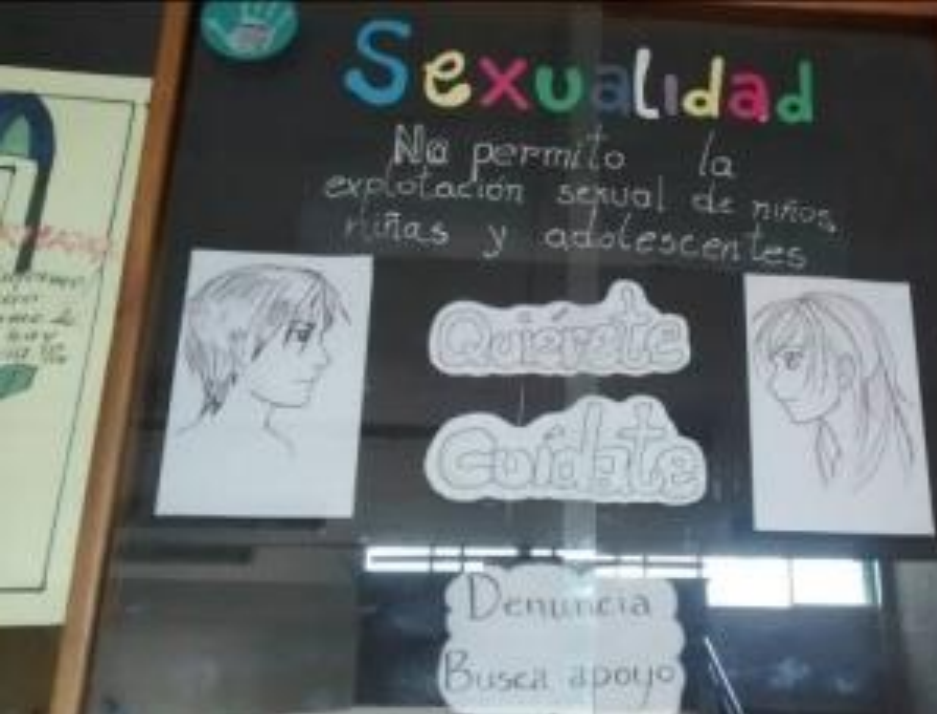 Sexualidad
No permito la
explotación sexual de niños,
niñas y adolescentes
Quiérete
Cuídate
Denuncia
Busca apoyo